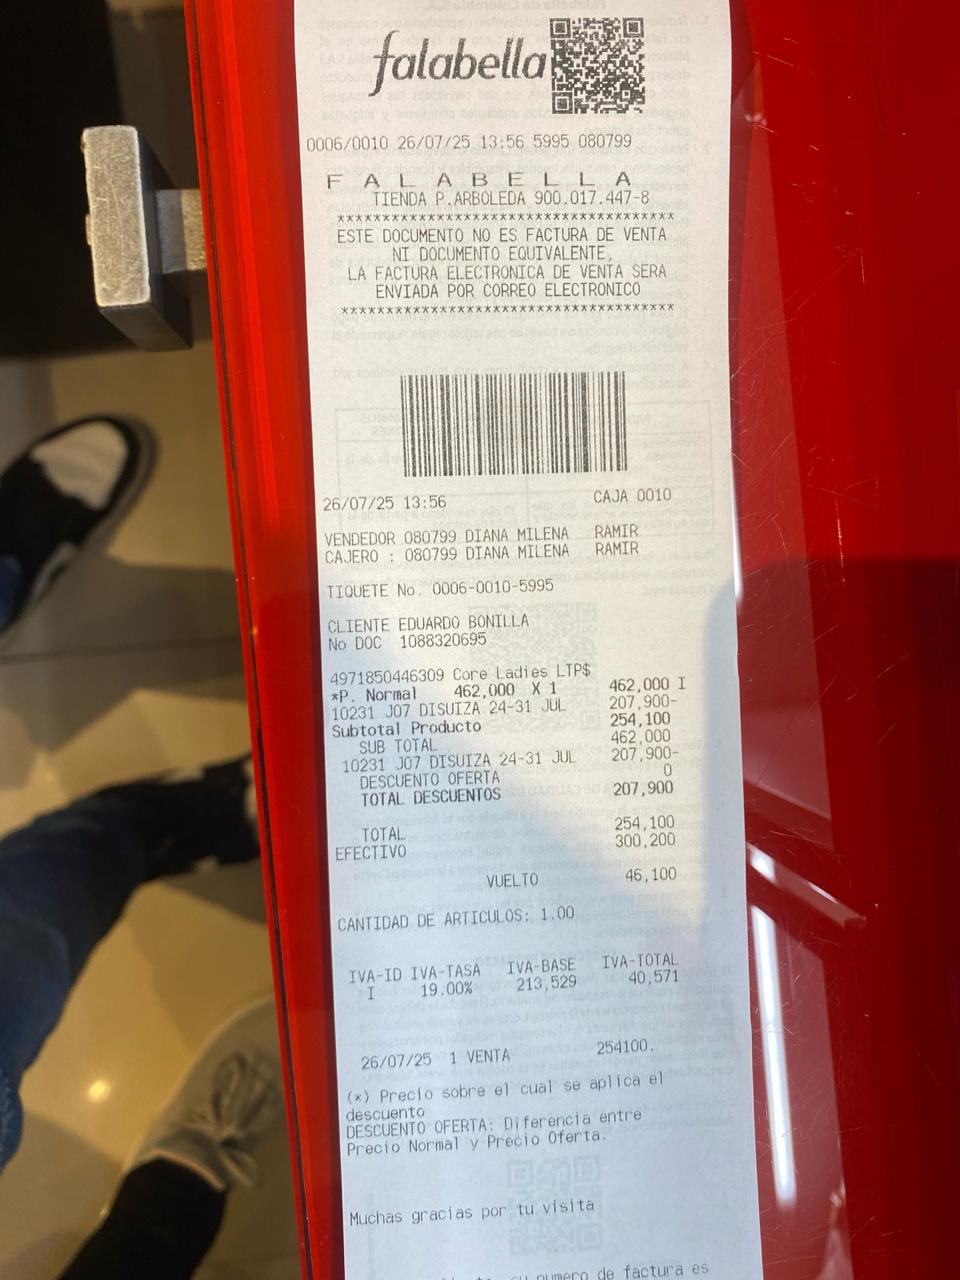 falabella
0006/0010 26/07/25 13:56 5995 080799
F A L A B E L L A
TIENDA P.ARBOLEDA 900.017.447-8
************************************
ESTE DOCUMENTO NO ES FACTURA DE VENTA
NI DOCUMENTO EQUIVALENTE,
LA FACTURA ELECTRONICA DE VENTA SERA
ENVIADA POR CORREO ELECTRONICO
************************************
26/07/25 13:56 CAJA 0010
VENDEDOR 080799 DIANA MILENA RAMIR
CAJERO : 080799 DIANA MILENA RAMIR
TIQUETE No. 0006-0010-5995
CLIENTE EDUARDO BONILLA
No DOC 1088320695
4971850446309 Core Ladies LTP$
*P. Normal 462,000 X 1 462,000 I
10231 J07 DISUIZA 24-31 JUL 207,900-
Subtotal Producto 254,100
SUB TOTAL 462,000
10231 J07 DISUIZA 24-31 JUL 207,900-
DESCUENTO OFERTA 0
TOTAL DESCUENTOS 207,900
TOTAL 254,100
EFECTIVO 300,200
VUELTO 46,100
CANTIDAD DE ARTICULOS: 1.00
IVA-ID IVA-TASA IVA-BASE IVA-TOTAL
I 19.00% 213,529 40,571
26/07/25 1 VENTA 254100.
(*) Precio sobre el cual se aplica el
descuento
DESCUENTO OFERTA: Diferencia entre
Precio Normal y Precio Oferta.
Muchas gracias por tu visita
su numero de factura es